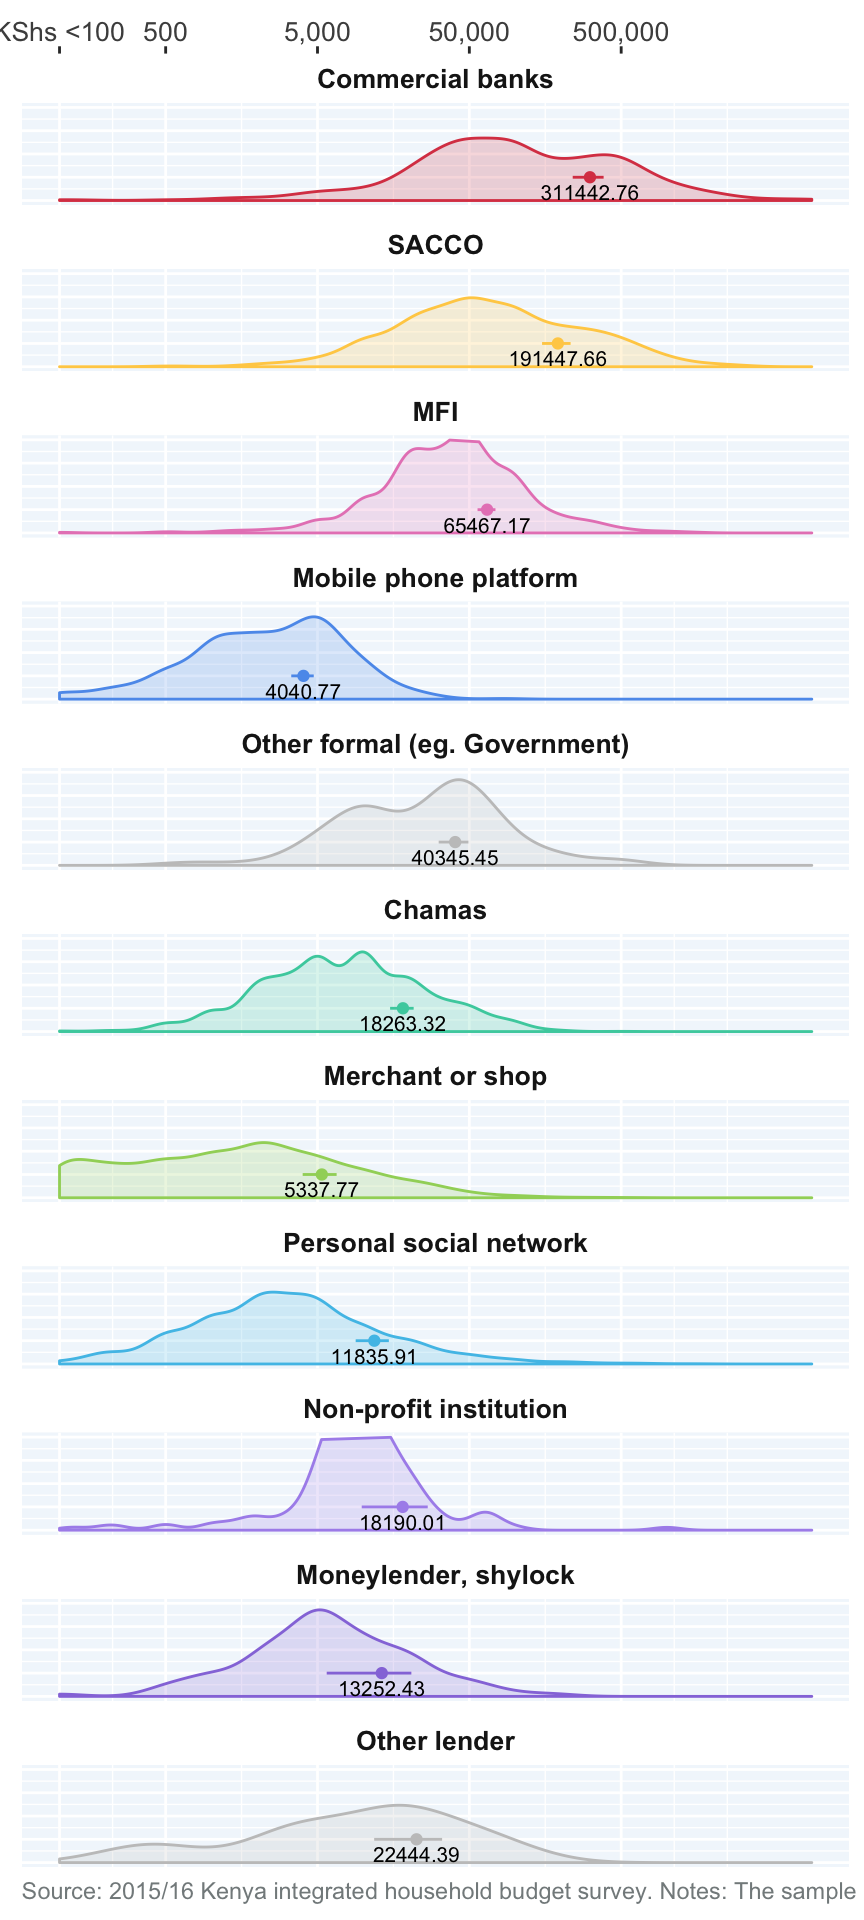 KShs <100 500 5,000 50,000 500,000
Commercial banks
311442.76
SACCO
191447.66
MFI
65467.17
Mobile phone platform
4040.77
Other formal (eg. Government)
40345.45
Chamas
18263.32
Merchant or shop
5337.77
Personal social network
11835.91
Non-profit institution
18190.01
Moneylender, shylock
13252.43
Other lender
22444.39
Source: 2015/16 Kenya integrated household budget survey. Notes: The sample